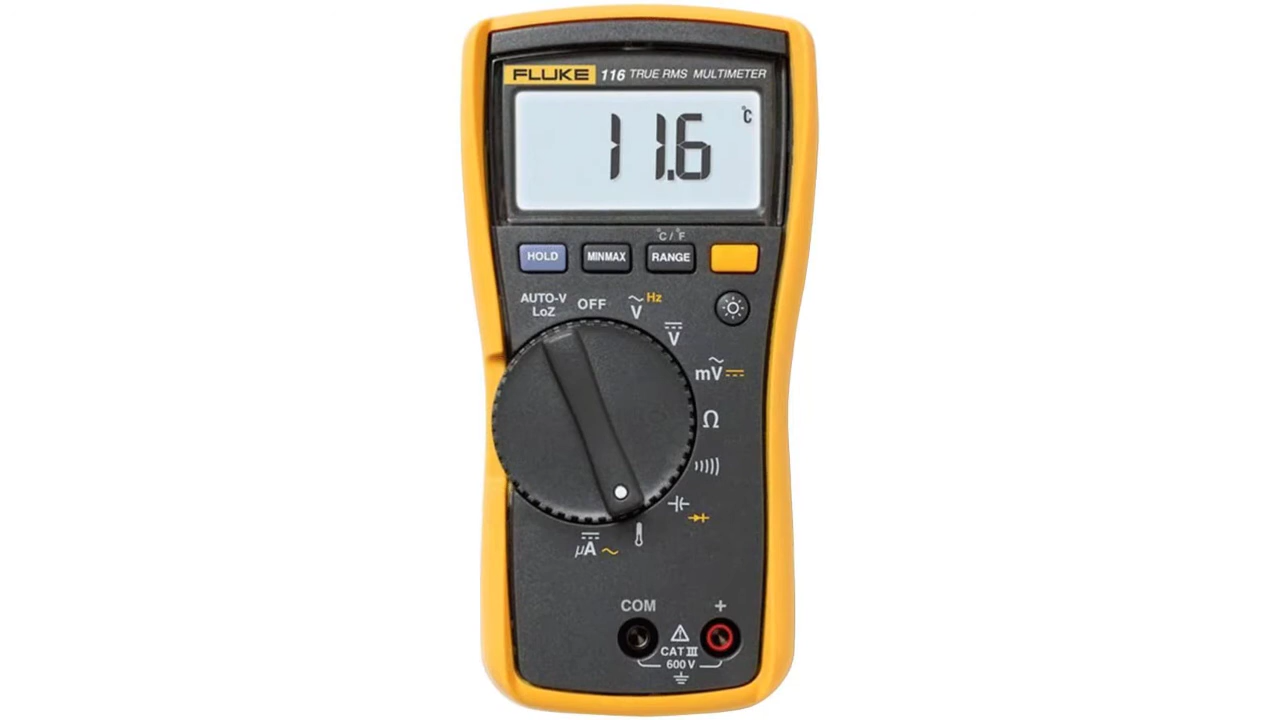 FLUKE 116 TRUE RMS MULTIMETER
°C
11.6
°C / °F
HOLD MINMAX RANGE
AUTO-V
LoZ
OFF
V Hz
V
mV
Ω
µA
COM +
CAT III
600 V